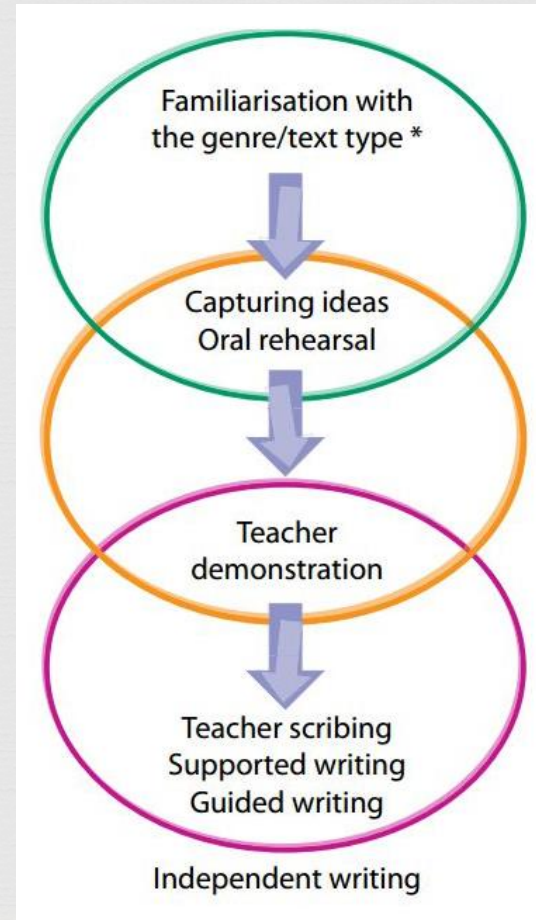 Familiarisation with
the genre/text type *
Capturing ideas
Oral rehearsal
Teacher
demonstration
Teacher scribing
Supported writing
Guided writing
Independent writing